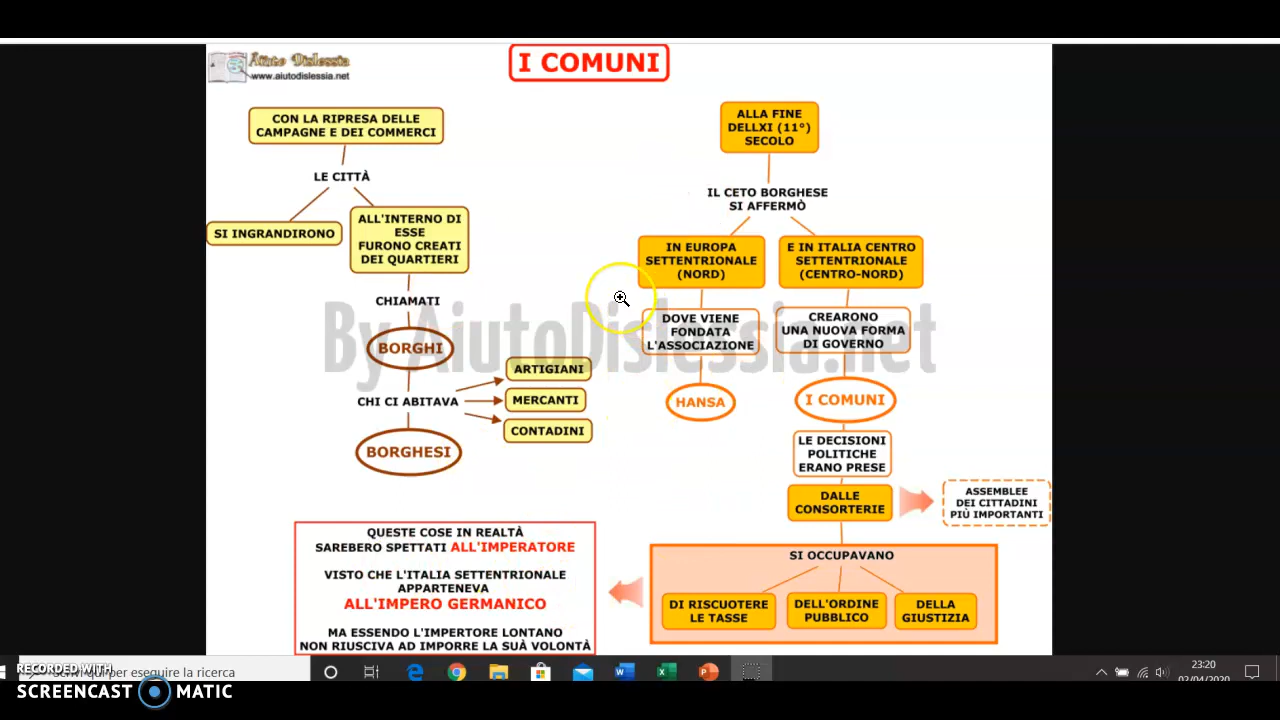 Aiuto Dislessia
www.aiutodislessia.net
I COMUNI
CON LA RIPRESA DELLE
CAMPAGNE E DEI COMMERCI
LE CITTÀ
SI INGRANDIRONO
ALL'INTERNO DI
ESSE
FURONO CREATI
DEI QUARTIERI
CHIAMATI
BORGHI
CHI CI ABITAVA
ARTIGIANI
MERCANTI
CONTADINI
BORGHESI
ALLA FINE
DELLXI (11°)
SECOLO
IL CETO BORGHESE
SI AFFERMÒ
IN EUROPA
SETTENTRIONALE
(NORD)
DOVE VIENE
FONDATA
L'ASSOCIAZIONE
HANSA
E IN ITALIA CENTRO
SETTENTRIONALE
(CENTRO-NORD)
CREARONO
UNA NUOVA FORMA
DI GOVERNO
I COMUNI
LE DECISIONI
POLITICHE
ERANO PRESE
DALLE
CONSORTERIE
ASSEMBLEE
DEI CITTADINI
PIÙ IMPORTANTI
SI OCCUPAVANO
DI RISCUOTERE
LE TASSE
DELL'ORDINE
PUBBLICO
DELLA
GIUSTIZIA
QUESTE COSE IN REALTÀ
SAREBERO SPETTATI ALL'IMPERATORE
VISTO CHE L'ITALIA SETTENTRIONALE
APPARTENEVA
ALL'IMPERO GERMANICO
MA ESSENDO L'IMPERTORE LONTANO
NON RIUSCIVA AD IMPORRE LA SUÀ VOLONTÀ
By AiutoDislessia.net
RECORDED WITH
SCREENCAST MATIC
Scrivi qui per eseguire la ricerca
23:20
02/04/2020